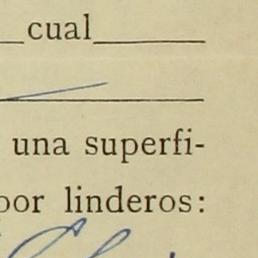 cual
una superfi-
por linderos: